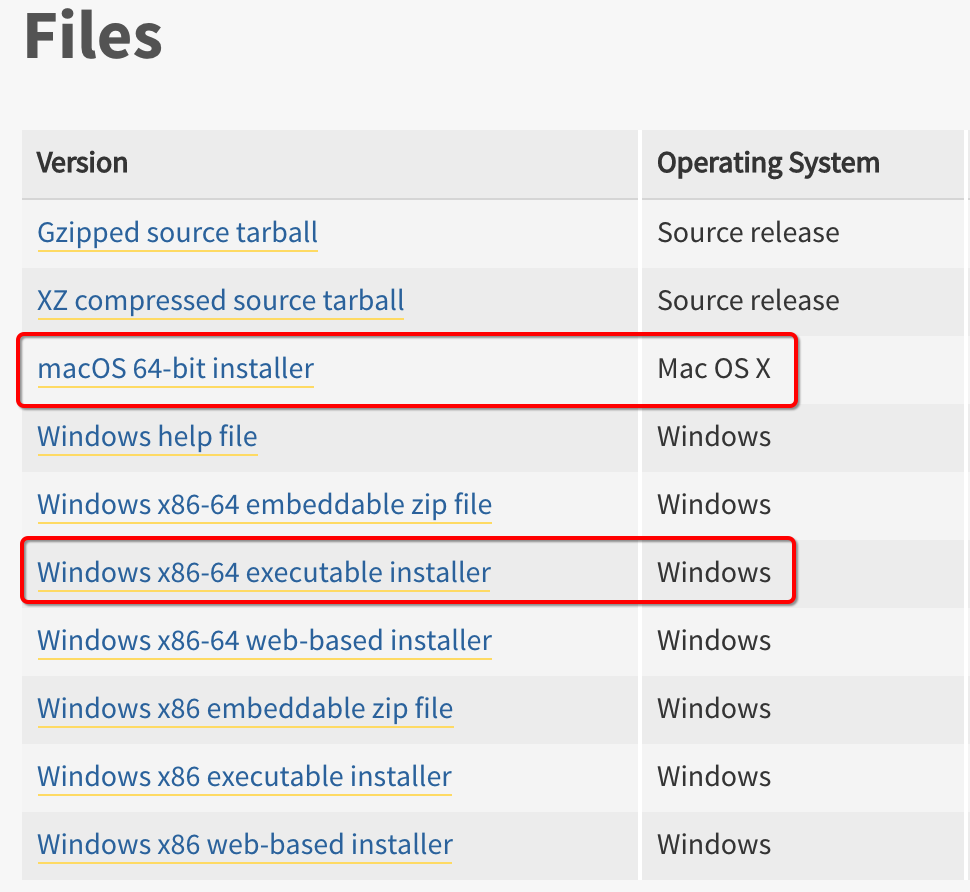 Files
Version Operating System
Gzipped source tarball Source release
XZ compressed source tarball Source release
macOS 64-bit installer Mac OS X
Windows help file Windows
Windows x86-64 embeddable zip file Windows
Windows x86-64 executable installer Windows
Windows x86-64 web-based installer Windows
Windows x86 embeddable zip file Windows
Windows x86 executable installer Windows
Windows x86 web-based installer Windows